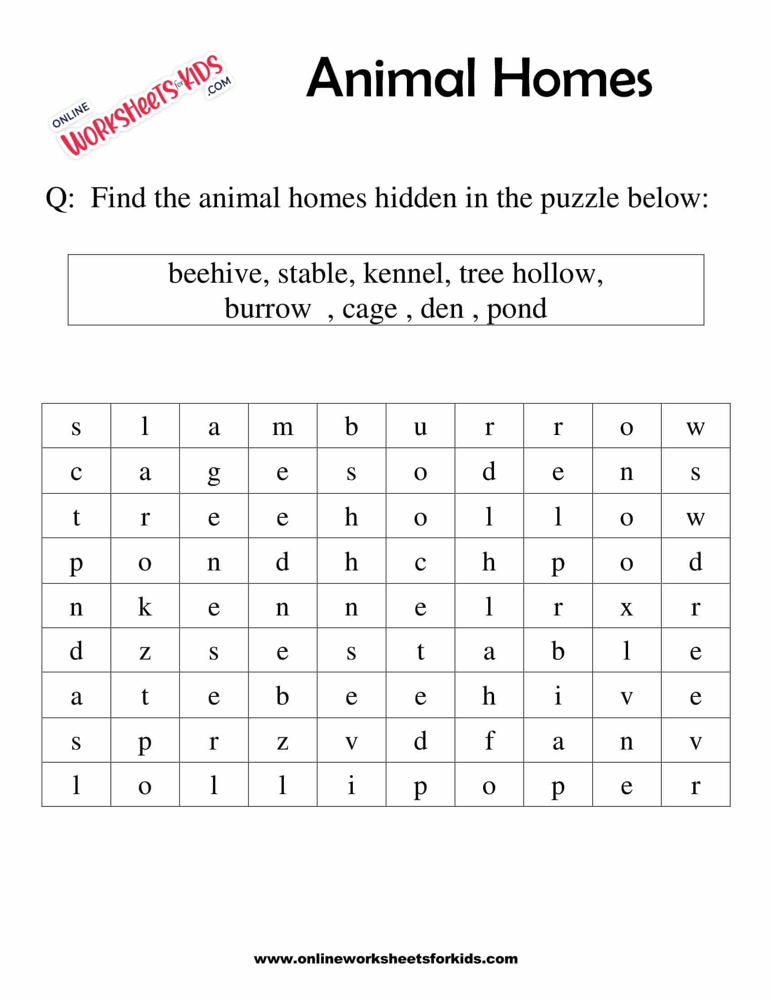 ONLINE
WORKSHeeTS for KIDS
.COM
Animal Homes
Q: Find the animal homes hidden in the puzzle below:
beehive, stable, kennel, tree hollow,
burrow , cage , den , pond
s l a m b u r r o w
c a g e s o d e n s
t r e e h o l l o w
p o n d h c h p o d
n k e n n e l r x r
d z s e s t a b l e
a t e b e e h i v e
s p r z v d f a n v
l o l l i p o p e r
www.onlineworksheetsforkids.com